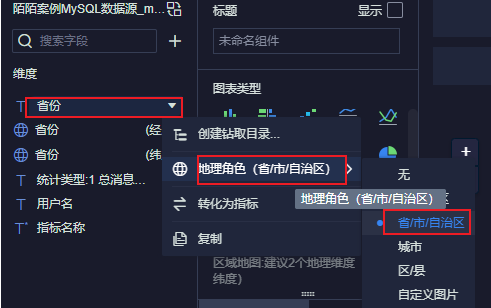 陌陌案例MySQL数据源_m...
搜索字段
维度
省份
省份 (经
省份 (纬
统计类型:1 总消息...
用户名
指标名称
标题 显示
未命名组件
图表类型
创建钻取目录...
地理角色（省/市/自治区）
转化为指标
复制
地理角色（省/市/自治区）
无
区
省/市/自治区
城市
区/县
自定义图片
区域地图:建议2个地理维度
纬度）